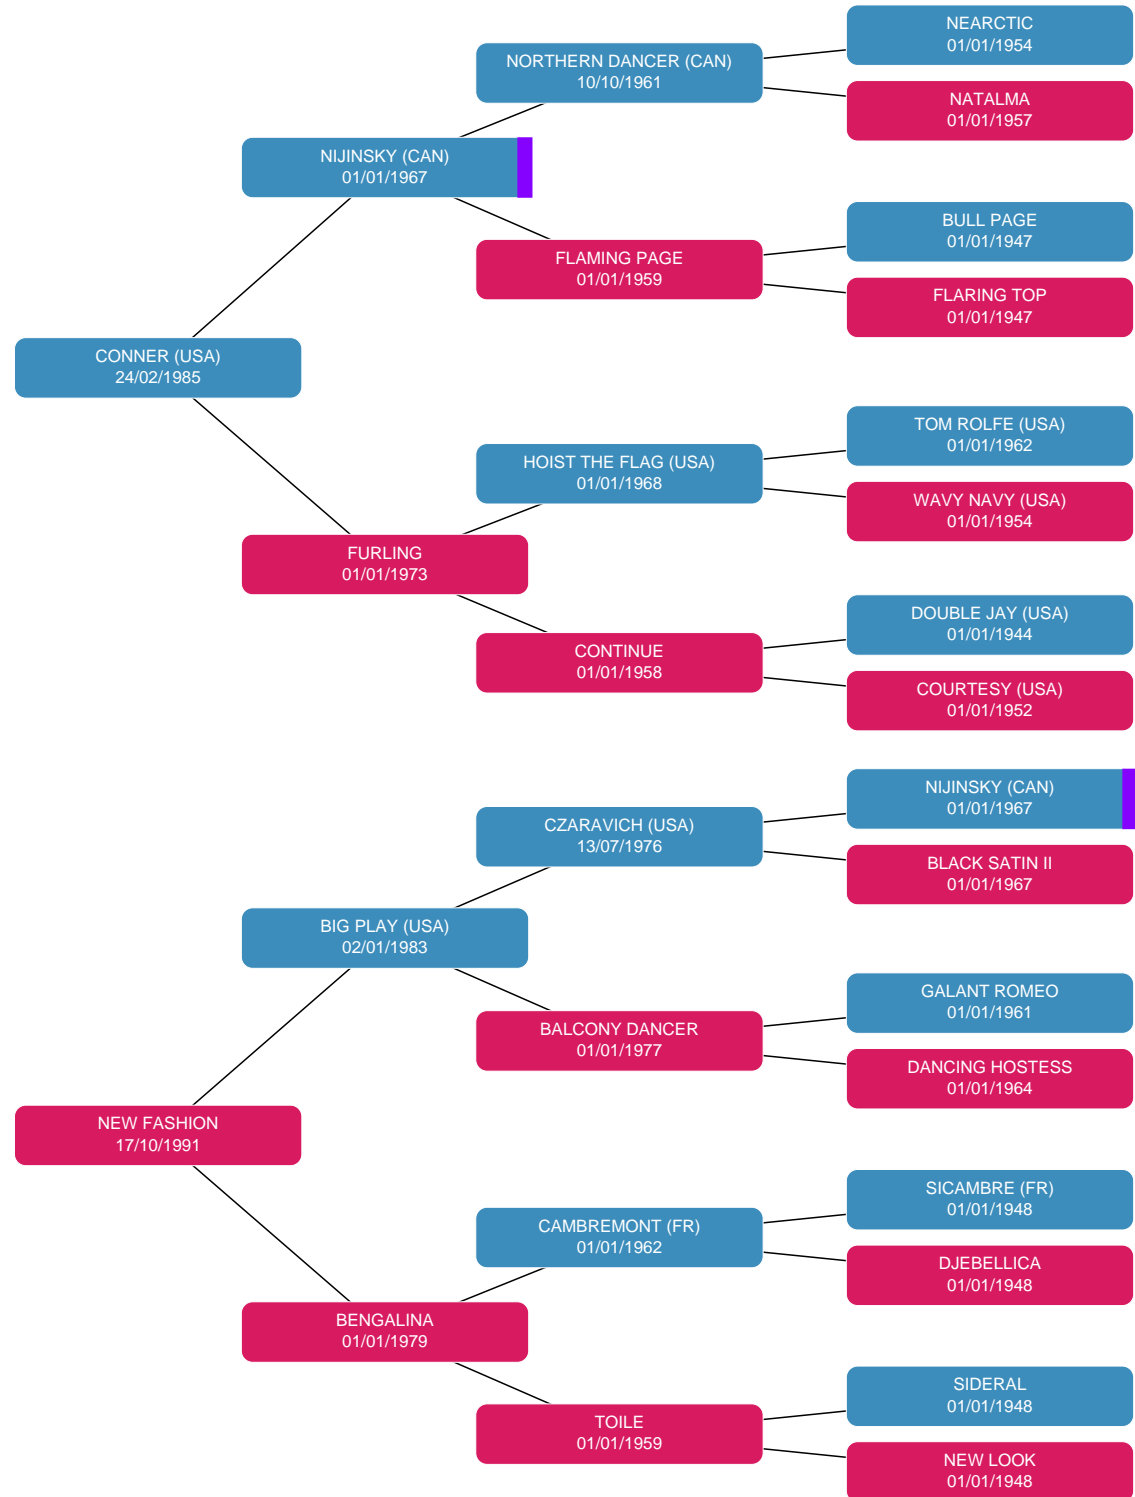 NEARCTIC
01/01/1954
NORTHERN DANCER (CAN)
10/10/1961
NATALMA
01/01/1957
NIJINSKY (CAN)
01/01/1967
BULL PAGE
01/01/1947
FLAMING PAGE
01/01/1959
FLARING TOP
01/01/1947
CONNER (USA)
24/02/1985
TOM ROLFE (USA)
01/01/1962
HOIST THE FLAG (USA)
01/01/1968
WAVY NAVY (USA)
01/01/1954
FURLING
01/01/1973
DOUBLE JAY (USA)
01/01/1944
CONTINUE
01/01/1958
COURTESY (USA)
01/01/1952
NIJINSKY (CAN)
01/01/1967
CZARAVICH (USA)
13/07/1976
BLACK SATIN II
01/01/1967
BIG PLAY (USA)
02/01/1983
GALANT ROMEO
01/01/1961
BALCONY DANCER
01/01/1977
DANCING HOSTESS
01/01/1964
NEW FASHION
17/10/1991
SICAMBRE (FR)
01/01/1948
CAMBREMONT (FR)
01/01/1962
DJEBELLICA
01/01/1948
BENGALINA
01/01/1979
SIDERAL
01/01/1948
TOILE
01/01/1959
NEW LOOK
01/01/1948